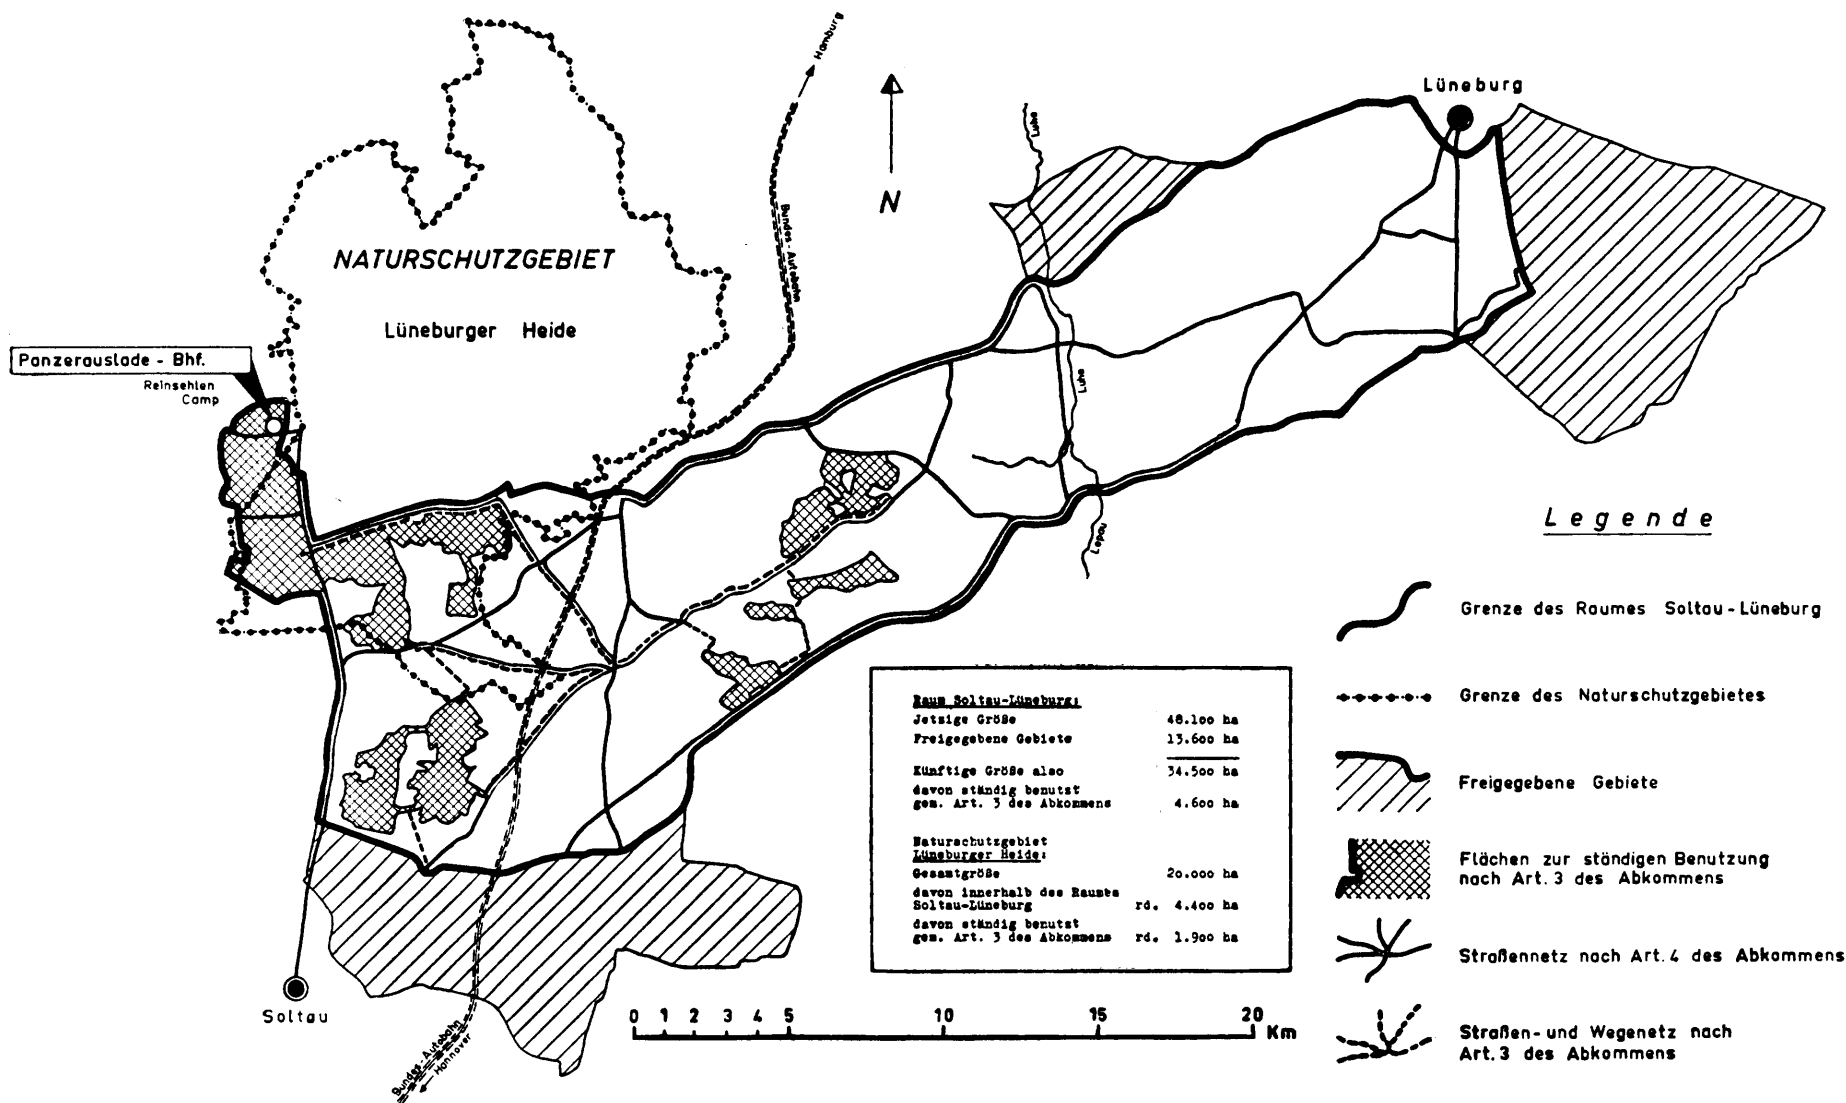 Hamburg
Lüneburg
Luhe
N
Bundes-Autobahn
NATURSCHUTZGEBIET
Lüneburger Heide
Panzerauslade - Bhf.
Reinsehlen
Camp
Luhe
Lopau
Legende
Grenze des Raumes Soltau-Lüneburg
Grenze des Naturschutzgebietes
Freigegebene Gebiete
Flächen zur ständigen Benutzung
nach Art. 3 des Abkommens
Straßennetz nach Art. 4 des Abkommens
Straßen- und Wegenetz nach
Art. 3 des Abkommens
Raum Soltau-Lüneburg:
Jetzige Größe 48.100 ha
Freigegebene Gebiete 13.600 ha
Künftige Größe also 34.500 ha
davon ständig benutzt
gem. Art. 3 des Abkommens 4.600 ha
Naturschutzgebiet
Lüneburger Heide:
Gesamtgröße 20.000 ha
davon innerhalb des Raumes
Soltau-Lüneburg rd. 4.400 ha
davon ständig benutzt
gem. Art. 3 des Abkommens rd. 1.900 ha
Soltau
0 1 2 3 4 5 10 15 20 Km
Bundes-Autobahn
Hannover